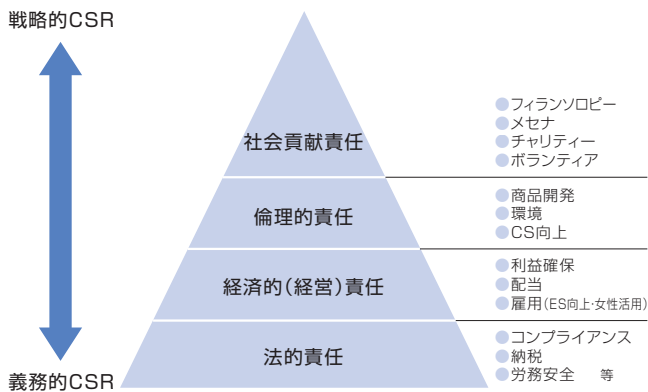 戦略的CSR
社会貢献責任
●フィランソロピー
●メセナ
●チャリティー
●ボランティア
倫理的責任
●商品開発
●環境
●CS向上
経済的(経営)責任
●利益確保
●配当
●雇用(ES向上･女性活用)
法的責任
●コンプライアンス
●納税
●労務安全　等
義務的CSR